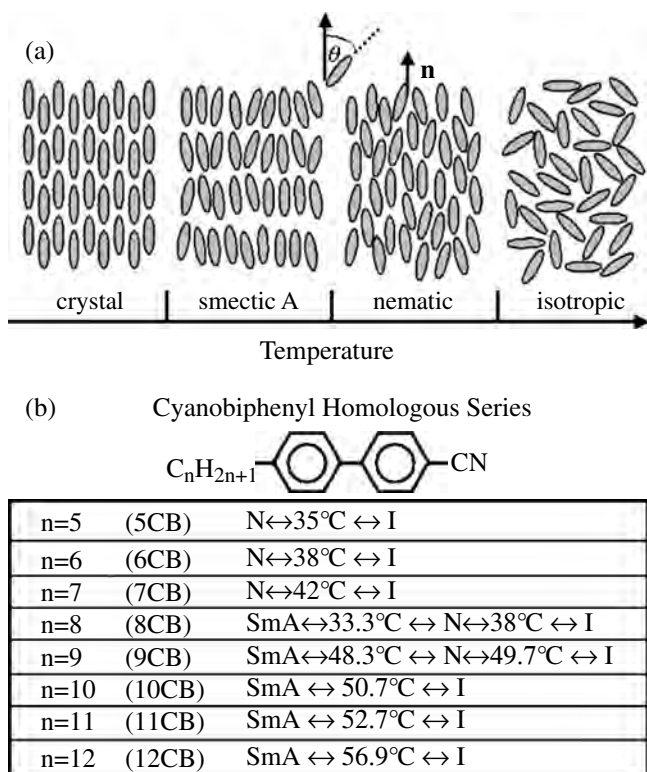 (a)
θ
n
crystal smectic A nematic isotropic
Temperature
(b) Cyanobiphenyl Homologous Series
CnH2n+1 CN
n=5 (5CB) N↔35°C ↔ I
n=6 (6CB) N↔38°C ↔ I
n=7 (7CB) N↔42°C ↔ I
n=8 (8CB) SmA↔33.3°C ↔ N↔38°C ↔ I
n=9 (9CB) SmA↔48.3°C ↔ N↔49.7°C ↔ I
n=10 (10CB) SmA ↔ 50.7°C ↔ I
n=11 (11CB) SmA ↔ 52.7°C ↔ I
n=12 (12CB) SmA ↔ 56.9°C ↔ I